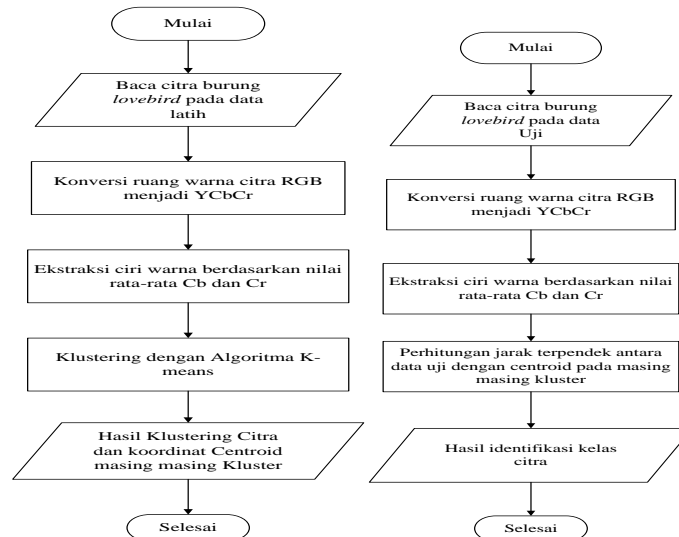 Mulai
Baca citra burung
lovebird pada data
latih
Konversi ruang warna citra RGB
menjadi YCbCr
Ekstraksi ciri warna berdasarkan nilai
rata-rata Cb dan Cr
Klustering dengan Algoritma K-
means
Hasil Klustering Citra
dan koordinat Centroid
masing masing Kluster
Selesai
Mulai
Baca citra burung
lovebird pada data
Uji
Konversi ruang warna citra RGB
menjadi YCbCr
Ekstraksi ciri warna berdasarkan nilai
rata-rata Cb dan Cr
Perhitungan jarak terpendek antara
data uji dengan centroid pada masing
masing kluster
Hasil identifikasi kelas
citra
Selesai